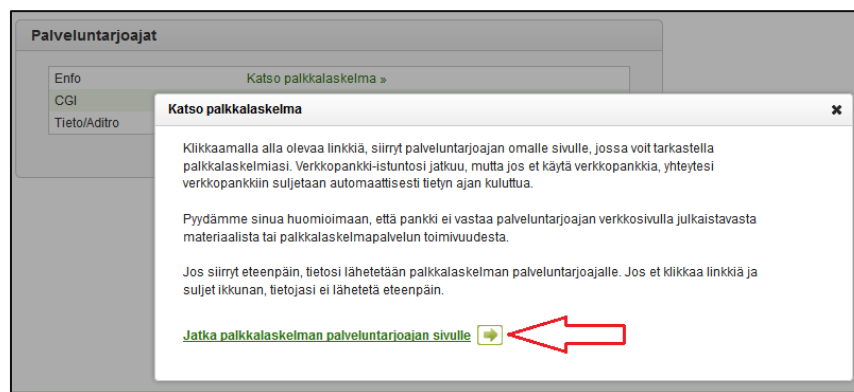 Palveluntarjoajat
Enfo Katso palkkalaskelma »
CGI
Tieto/Aditro
Katso palkkalaskelma
Klikkaamalla alla olevaa linkkiä, siirryt palveluntarjoajan omalle sivulle, jossa voit tarkastella
palkkalaskelmiasi. Verkkopankki-istuntosi jatkuu, mutta jos et käytä verkkopankkia, yhteytesi
verkkopankkiin suljetaan automaattisesti tietyn ajan kuluttua.
Pyydämme sinua huomioimaan, että pankki ei vastaa palveluntarjoajan verkkosivulla julkaistavasta
materiaalista tai palkkalaskelmapalvelun toimivuudesta.
Jos siirryt eteenpäin, tietosi lähetetään palkkalaskelman palveluntarjoajalle. Jos et klikkaa linkkiä ja
suljet ikkunan, tietojasi ei lähetetä eteenpäin.
Jatka palkkalaskelman palveluntarjoajan sivulle